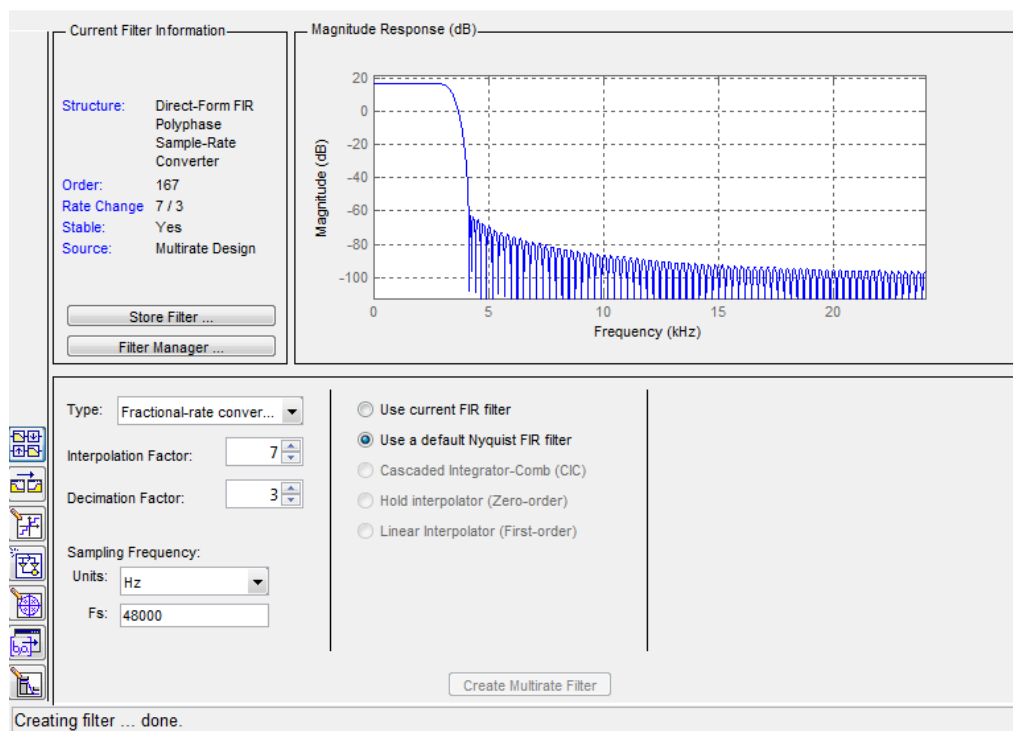 Current Filter Information
Structure: Direct-Form FIR
Polyphase
Sample-Rate
Converter
Order: 167
Rate Change 7 / 3
Stable: Yes
Source: Multirate Design
Store Filter ...
Filter Manager ...
Magnitude Response (dB)
Magnitude (dB)
20
0
-20
-40
-60
-80
-100
0 5 10 15 20
Frequency (kHz)
Type: Fractional-rate conver...
Interpolation Factor: 7
Decimation Factor: 3
Sampling Frequency:
Units: Hz
Fs: 48000
Use current FIR filter
Use a default Nyquist FIR filter
Cascaded Integrator-Comb (CIC)
Hold interpolator (Zero-order)
Linear Interpolator (First-order)
Create Multirate Filter
Creating filter ... done.